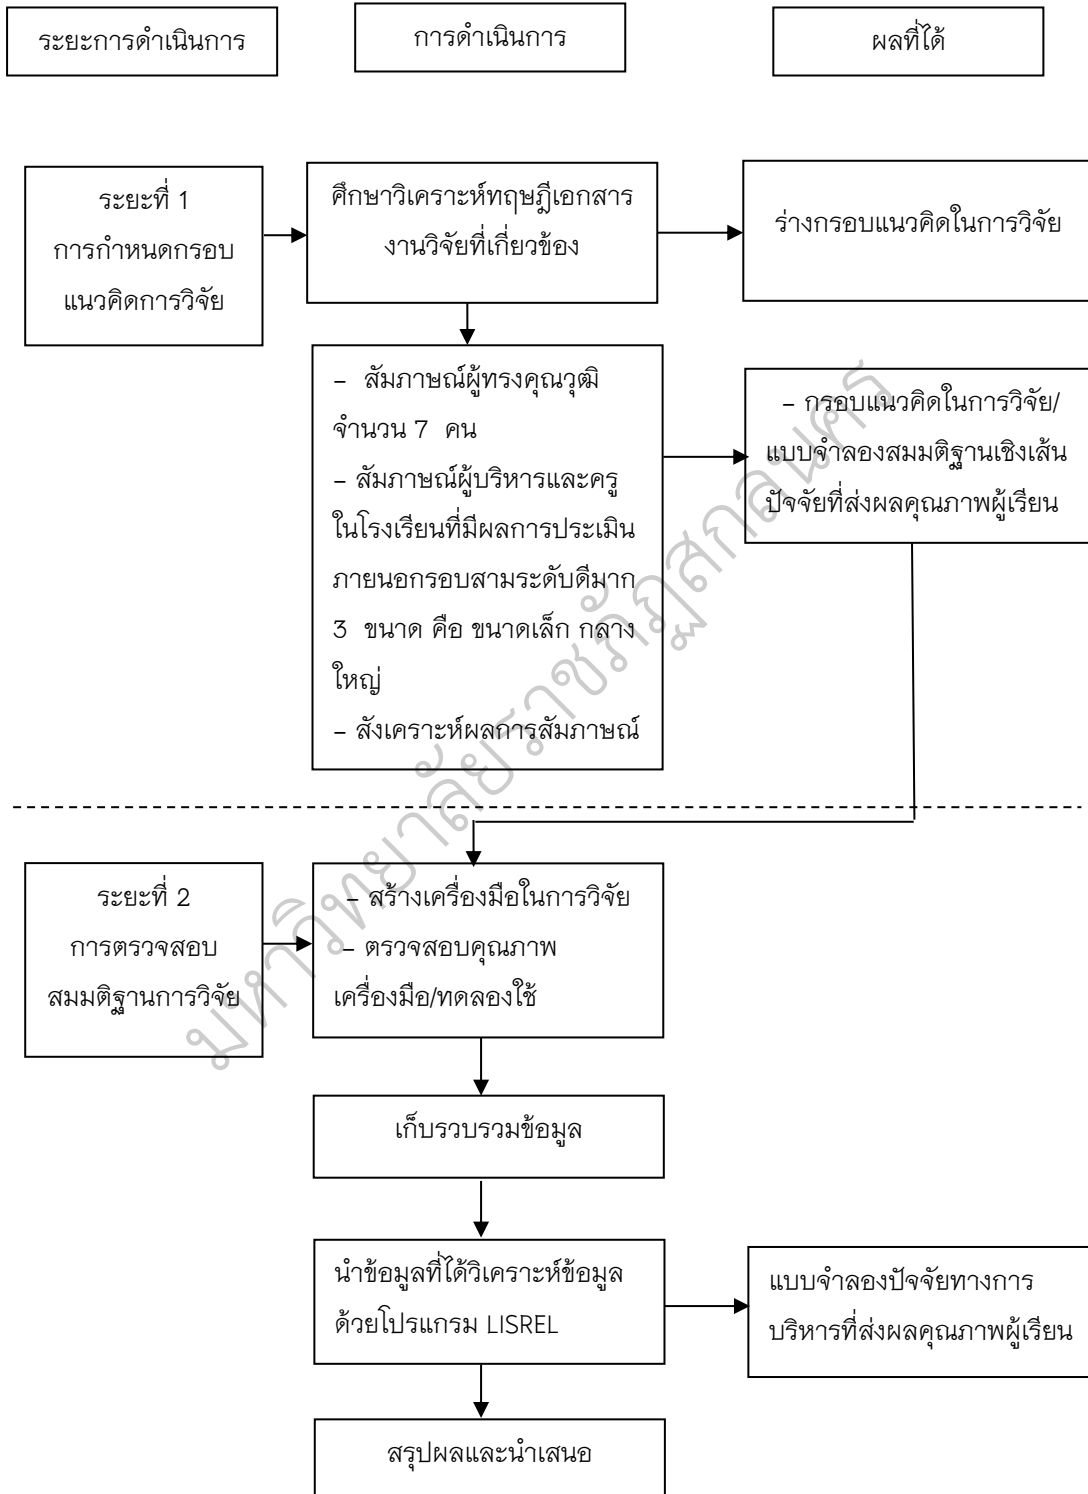 ระยะการดำเนินการ
การดำเนินการ
ผลที่ได้
ระยะที่ 1
การกำหนดกรอบ
แนวคิดการวิจัย
ศึกษาวิเคราะห์ทฤษฎีเอกสาร
งานวิจัยที่เกี่ยวข้อง
ร่างกรอบแนวคิดในการวิจัย
– สัมภาษณ์ผู้ทรงคุณวุฒิ
จำนวน 7 คน
– สัมภาษณ์ผู้บริหารและครู
ในโรงเรียนที่มีผลการประเมิน
ภายนอกรอบสามระดับดีมาก
3 ขนาด คือ ขนาดเล็ก กลาง
ใหญ่
– สังเคราะห์ผลการสัมภาษณ์
– กรอบแนวคิดในการวิจัย/
แบบจำลองสมมติฐานเชิงเส้น
ปัจจัยที่ส่งผลคุณภาพผู้เรียน
ระยะที่ 2
การตรวจสอบ
สมมติฐานการวิจัย
– สร้างเครื่องมือในการวิจัย
– ตรวจสอบคุณภาพ
เครื่องมือ/ทดลองใช้
เก็บรวบรวมข้อมูล
นำข้อมูลที่ได้วิเคราะห์ข้อมูล
ด้วยโปรแกรม LISREL
แบบจำลองปัจจัยทางการ
บริหารที่ส่งผลคุณภาพผู้เรียน
สรุปผลและนำเสนอ
มหาวิทยาลัยราชภัฏสกลนคร